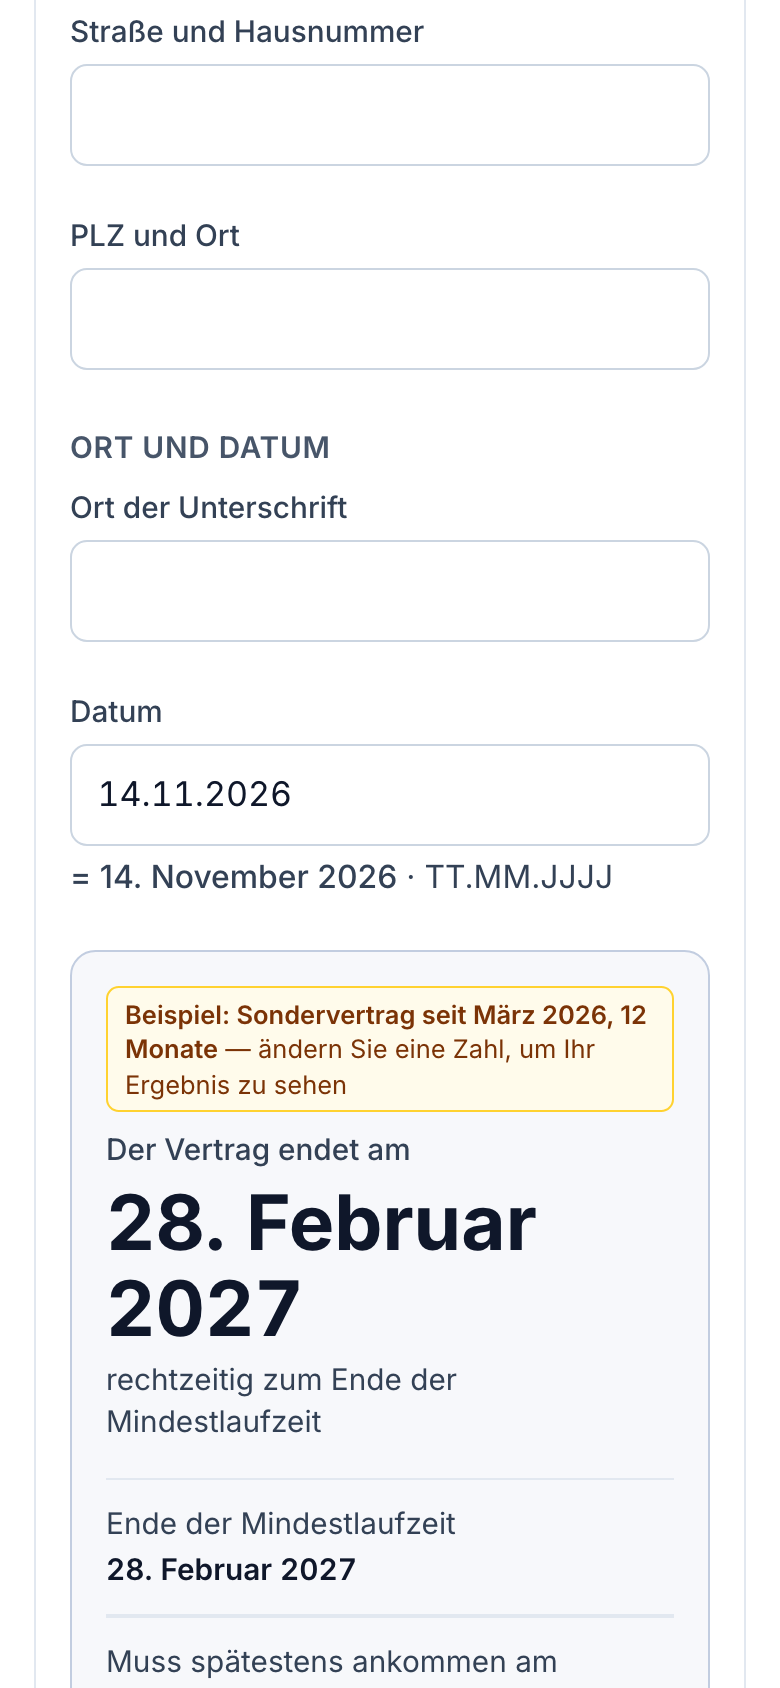 Straße und Hausnummer
PLZ und Ort
ORT UND DATUM
Ort der Unterschrift
Datum
14.11.2026
= 14. November 2026 · TT.MM.JJJJ
Beispiel: Sondervertrag seit März 2026, 12
Monate — ändern Sie eine Zahl, um Ihr
Ergebnis zu sehen
Der Vertrag endet am
28. Februar
2027
rechtzeitig zum Ende der
Mindestlaufzeit
Ende der Mindestlaufzeit
28. Februar 2027
Muss spätestens ankommen am